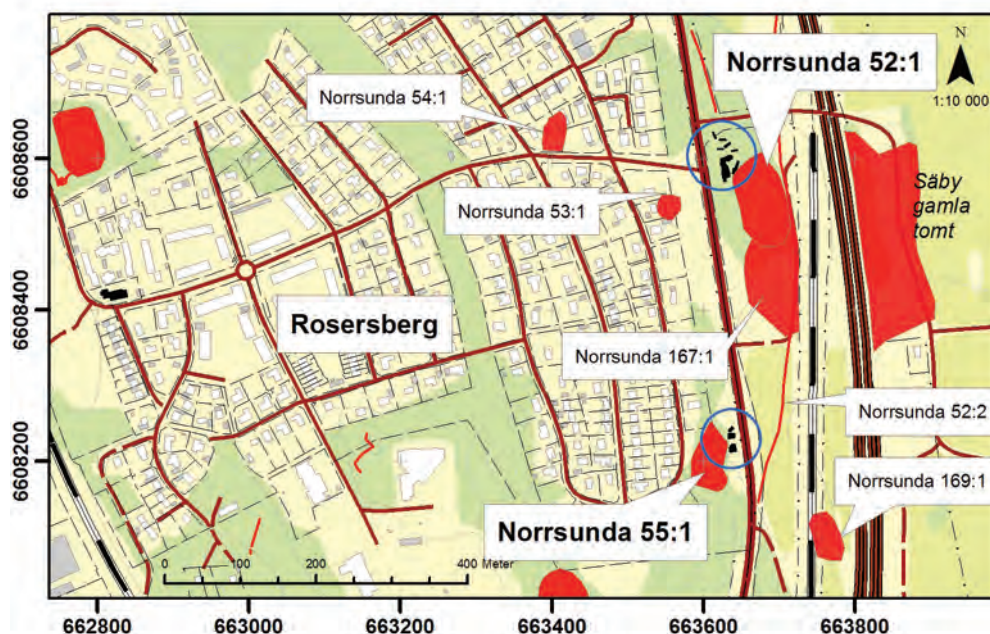 Norrsunda 52:1
N
1:10 000
Norrsunda 54:1
Säby
gamla
tomt
Norrsunda 53:1
Rosersberg
Norrsunda 167:1
Norrsunda 52:2
Norrsunda 169:1
Norrsunda 55:1
0 100 200 400 Meter
6608600
6608400
6608200
662800 663000 663200 663400 663600 663800